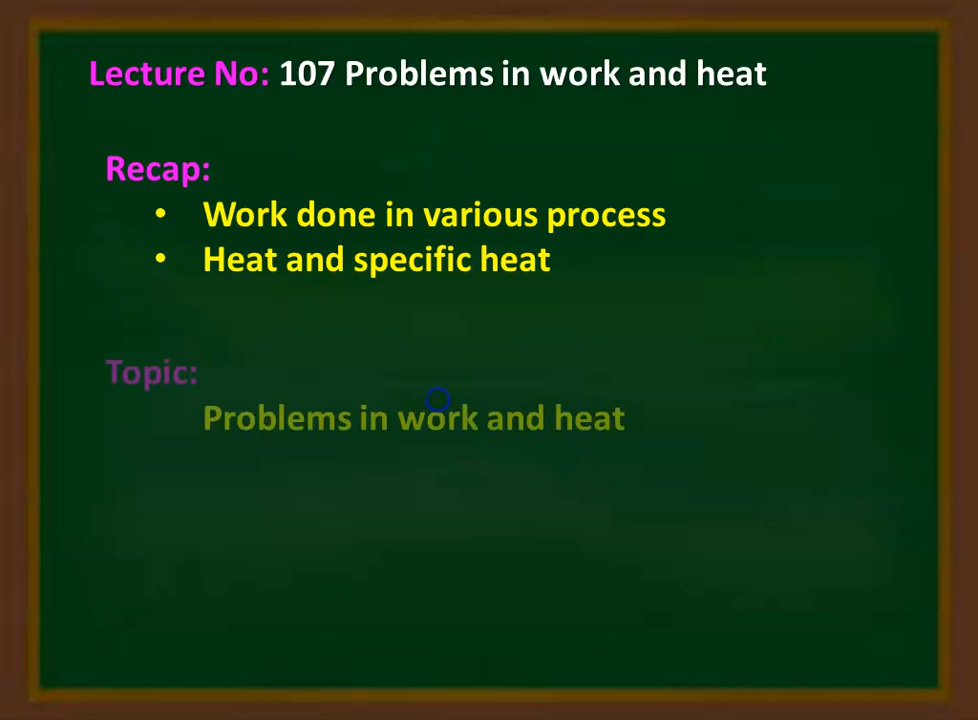 Lecture No: 107 Problems in work and heat
Recap:
• Work done in various process
• Heat and specific heat
Topic:
Problems in work and heat